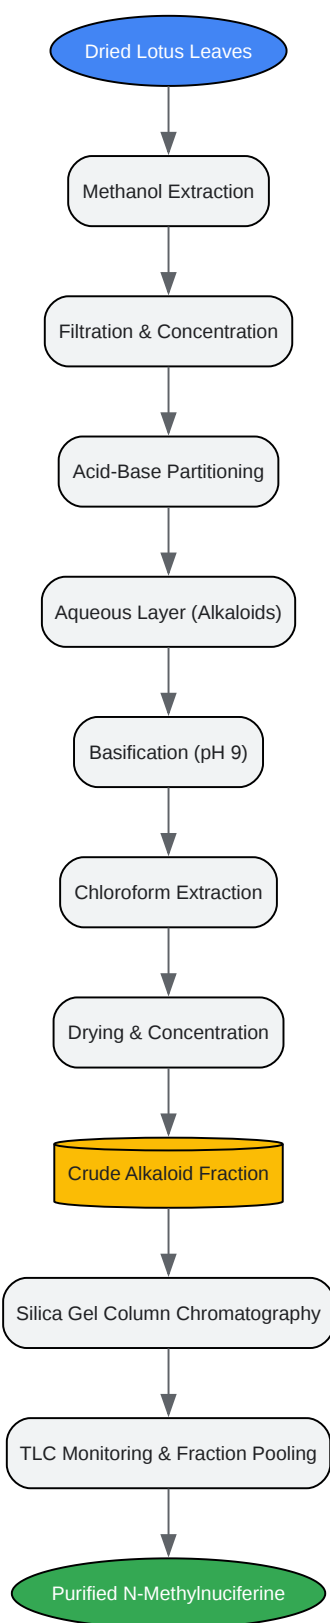 Dried Lotus Leaves
Methanol Extraction
Filtration & Concentration
Acid-Base Partitioning
Aqueous Layer (Alkaloids)
Basification (pH 9)
Chloroform Extraction
Drying & Concentration
Crude Alkaloid Fraction
Silica Gel Column Chromatography
TLC Monitoring & Fraction Pooling
Purified N-Methylnuciferine